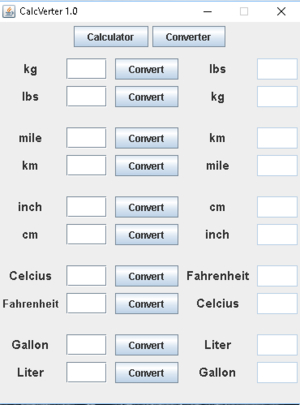 CalcVerter 1.0
Calculator Converter
kg Convert lbs
lbs Convert kg
mile Convert km
km Convert mile
inch Convert cm
cm Convert inch
Celcius Convert Fahrenheit
Fahrenheit Convert Celcius
Gallon Convert Liter
Liter Convert Gallon